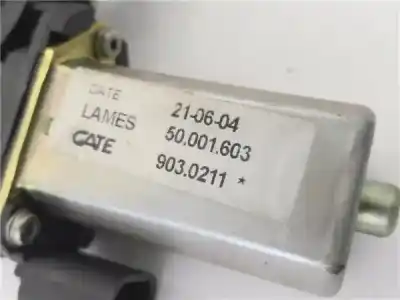 GATE 21-06-04
LAMES 50.001.603
GATE 903.0211 *